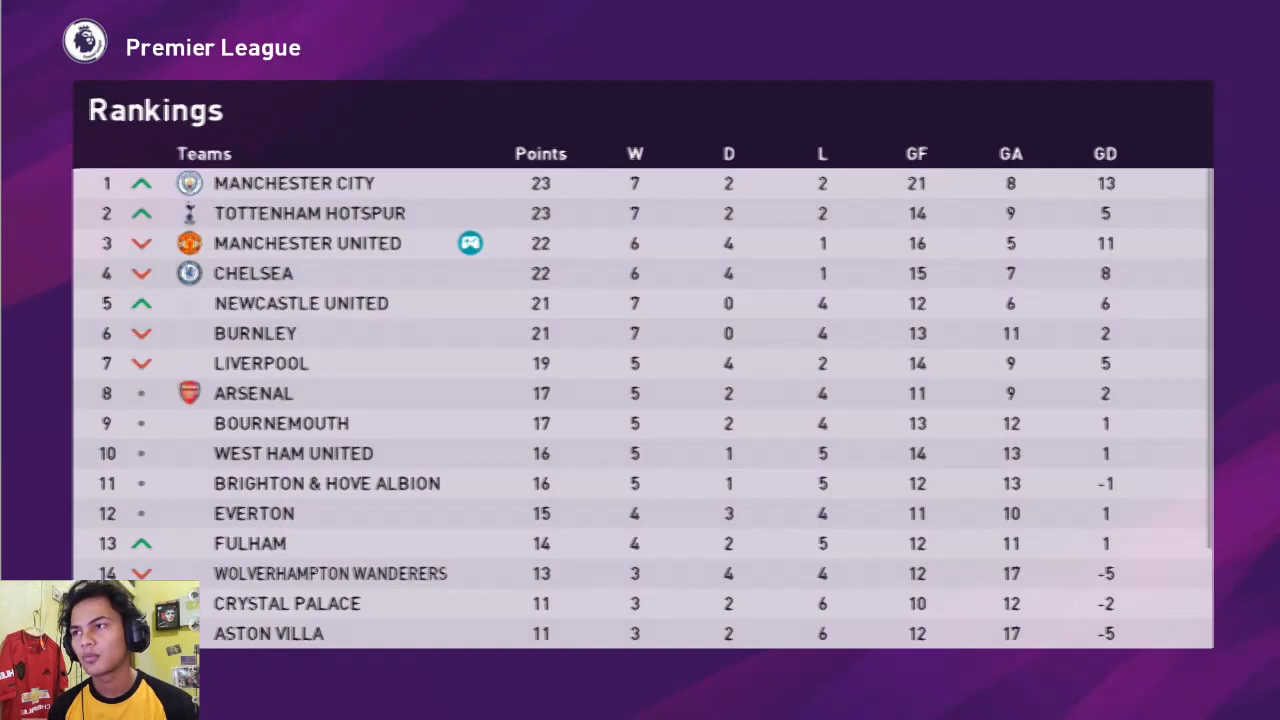 Premier League
Rankings
Teams Points W D L GF GA GD
1 MANCHESTER CITY 23 7 2 2 21 8 13
2 TOTTENHAM HOTSPUR 23 7 2 2 14 9 5
3 MANCHESTER UNITED 22 6 4 1 16 5 11
4 CHELSEA 22 6 4 1 15 7 8
5 NEWCASTLE UNITED 21 7 0 4 12 6 6
6 BURNLEY 21 7 0 4 13 11 2
7 LIVERPOOL 19 5 4 2 14 9 5
8 ARSENAL 17 5 2 4 11 9 2
9 BOURNEMOUTH 17 5 2 4 13 12 1
10 WEST HAM UNITED 16 5 1 5 14 13 1
11 BRIGHTON & HOVE ALBION 16 5 1 5 12 13 -1
12 EVERTON 15 4 3 4 11 10 1
13 FULHAM 14 4 2 5 12 11 1
14 WOLVERHAMPTON WANDERERS 13 3 4 4 12 17 -5
CRYSTAL PALACE 11 3 2 6 10 12 -2
ASTON VILLA 11 3 2 6 12 17 -5